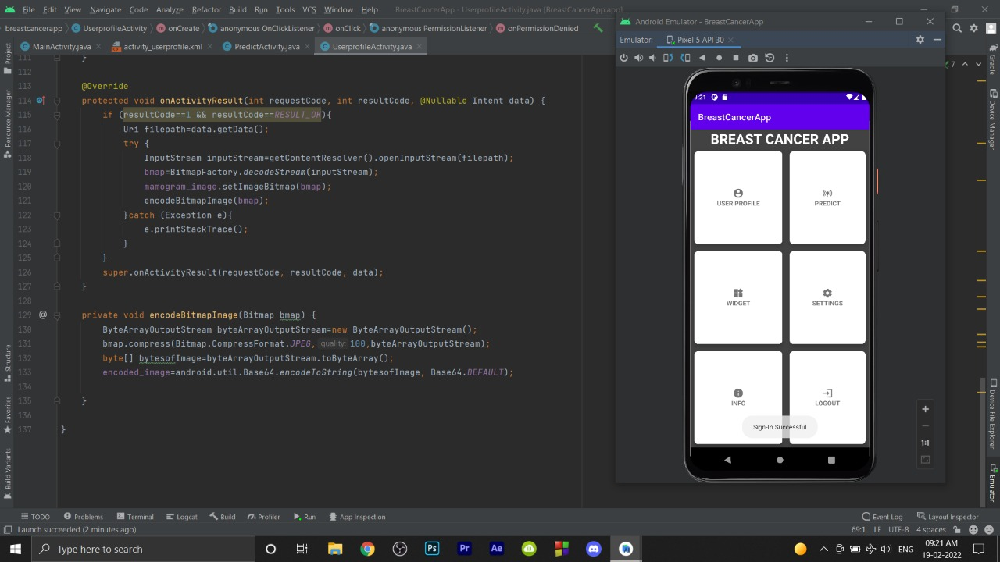 File Edit View Navigate Code Analyze Refactor Build Run Tools VCS Window Help BreastCancerApp - UserprofileActivity.java [BreastCancerApp.app]
breastcancerapp UserprofileActivity onCreate anonymous OnClickListener onClick anonymous PermissionListener onPermissionDenied
MainActivity.java activity_userprofile.xml PredictActivity.java UserprofileActivity.java
111 }
112
113 @Override
114 protected void onActivityResult(int requestCode, int resultCode, @Nullable Intent data) {
115 if (resultCode==1 && resultCode==RESULT_OK){
116 Uri filepath=data.getData();
117 try {
118 InputStream inputStream=getContentResolver().openInputStream(filepath);
119 bmap=BitmapFactory.decodeStream(inputStream);
120 mamogram_image.setImageBitmap(bmap);
121 encodeBitmapImage(bmap);
122 }catch (Exception e){
123 e.printStackTrace();
124 }
125 }
126 super.onActivityResult(requestCode, resultCode, data);
127 }
128
129 @ private void encodeBitmapImage(Bitmap bmap) {
130 ByteArrayOutputStream byteArrayOutputStream=new ByteArrayOutputStream();
131 bmap.compress(Bitmap.CompressFormat.JPEG, quality: 100,byteArrayOutputStream);
132 byte[] bytesofImage=byteArrayOutputStream.toByteArray();
133 encoded_image=android.util.Base64.encodeToString(bytesofImage, Base64.DEFAULT);
134
135 }
136
137 }
Project
Resource Manager
Structure
Favorites
Build Variants
Android Emulator - BreastCancerApp
Emulator: Pixel 5 API 30
9:21
BreastCancerApp
BREAST CANCER APP
USER PROFILE PREDICT
WIDGET SETTINGS
INFO LOGOUT
Sign-In Successful
1:1
7
Gradle
Device Manager
Device File Explorer
Emulator
TODO Problems Terminal Logcat Build Profiler Run App Inspection Event Log Layout Inspector
Launch succeeded (2 minutes ago) 69:1 LF UTF-8 4 spaces
Type here to search Ps Pr Ae ENG 09:21 AM
19-02-2022